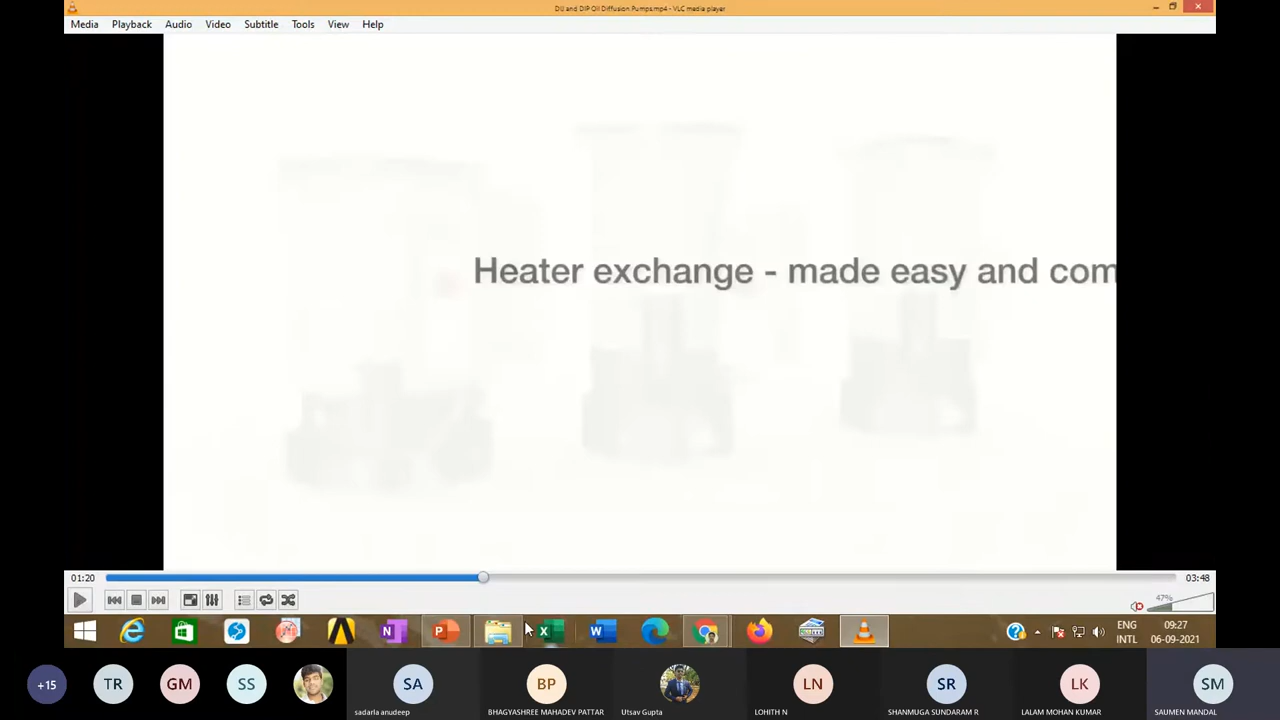 DIJ and DIP Oil Diffusion Pumps.mp4 - VLC media player
Media Playback Audio Video Subtitle Tools View Help
Heater exchange - made easy and com
01:20
03:48
47%
N
P
X
W
ENG
INTL
09:27
06-09-2021
+15
TR
GM
SS
SA
BP
LN
SR
LK
SM
sadarla anudeep
BHAGYASHREE MAHADEV PATTAR
Utsav Gupta
LOHITH N
SHANMUGA SUNDARAM R
LALAM MOHAN KUMAR
SAUMEN MANDAL